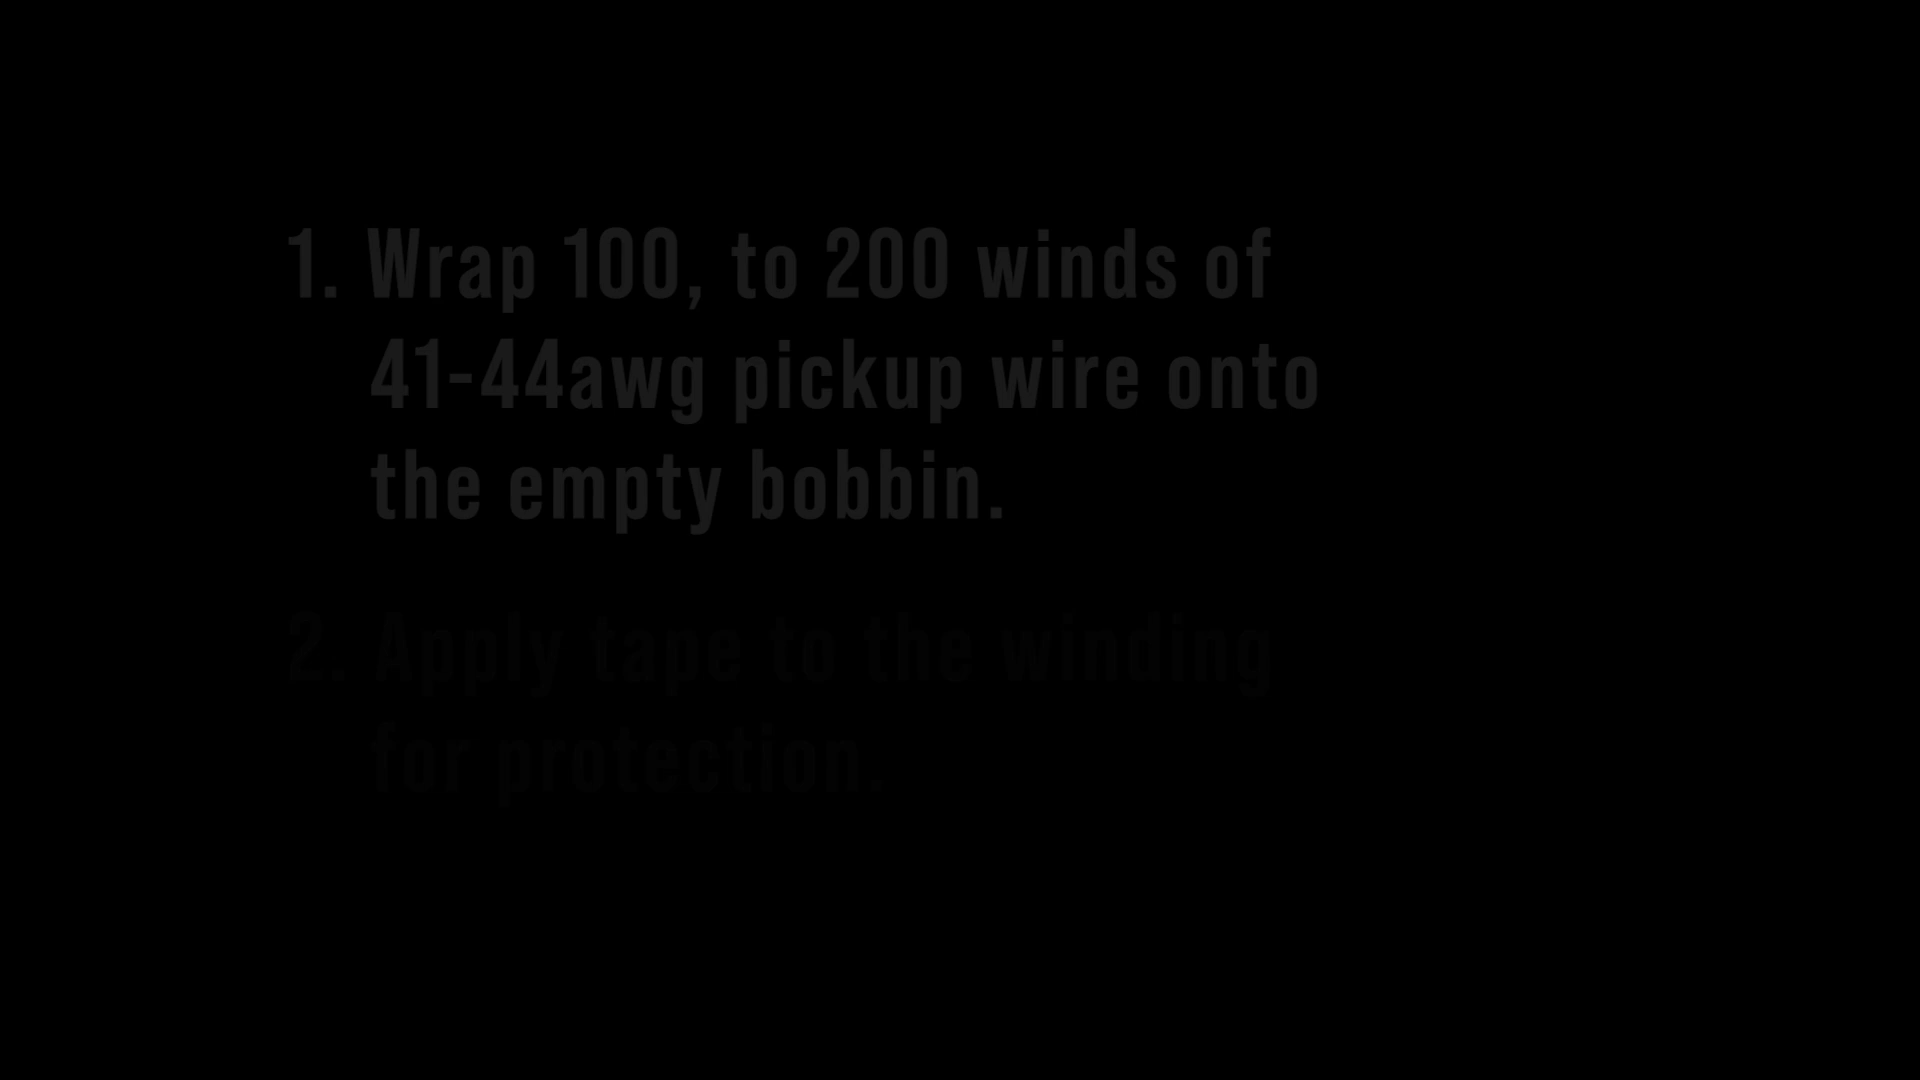 1. Wrap 100, to 200 winds of
41-44awg pickup wire onto
the empty bobbin.
2. Apply tape to the winding
for protection.